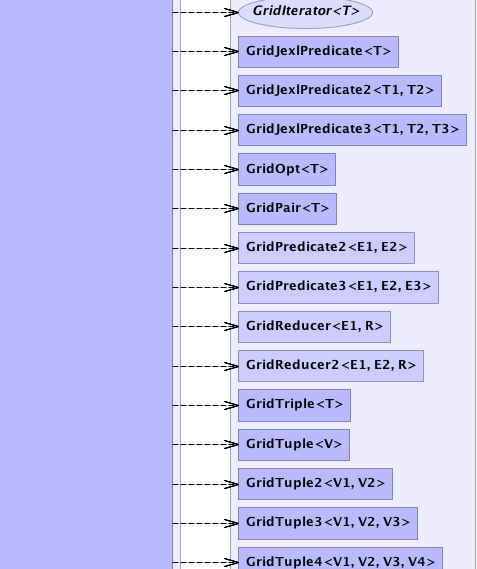 GridIterator<T>
GridJexlPredicate<T>
GridJexlPredicate2<T1, T2>
GridJexlPredicate3<T1, T2, T3>
GridOpt<T>
GridPair<T>
GridPredicate2<E1, E2>
GridPredicate3<E1, E2, E3>
GridReducer<E1, R>
GridReducer2<E1, E2, R>
GridTriple<T>
GridTuple<V>
GridTuple2<V1, V2>
GridTuple3<V1, V2, V3>
GridTuple4<V1, V2, V3, V4>